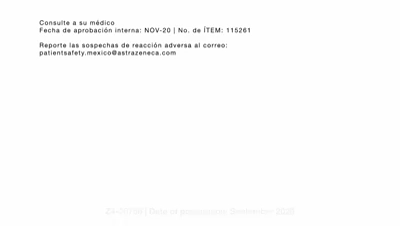 Consulte a su médico
Fecha de aprobación interna: NOV-20 | No. de ÍTEM: 115261
Reporte las sospechas de reacción adversa al correo:
patientsafety.mexico@astrazeneca.com